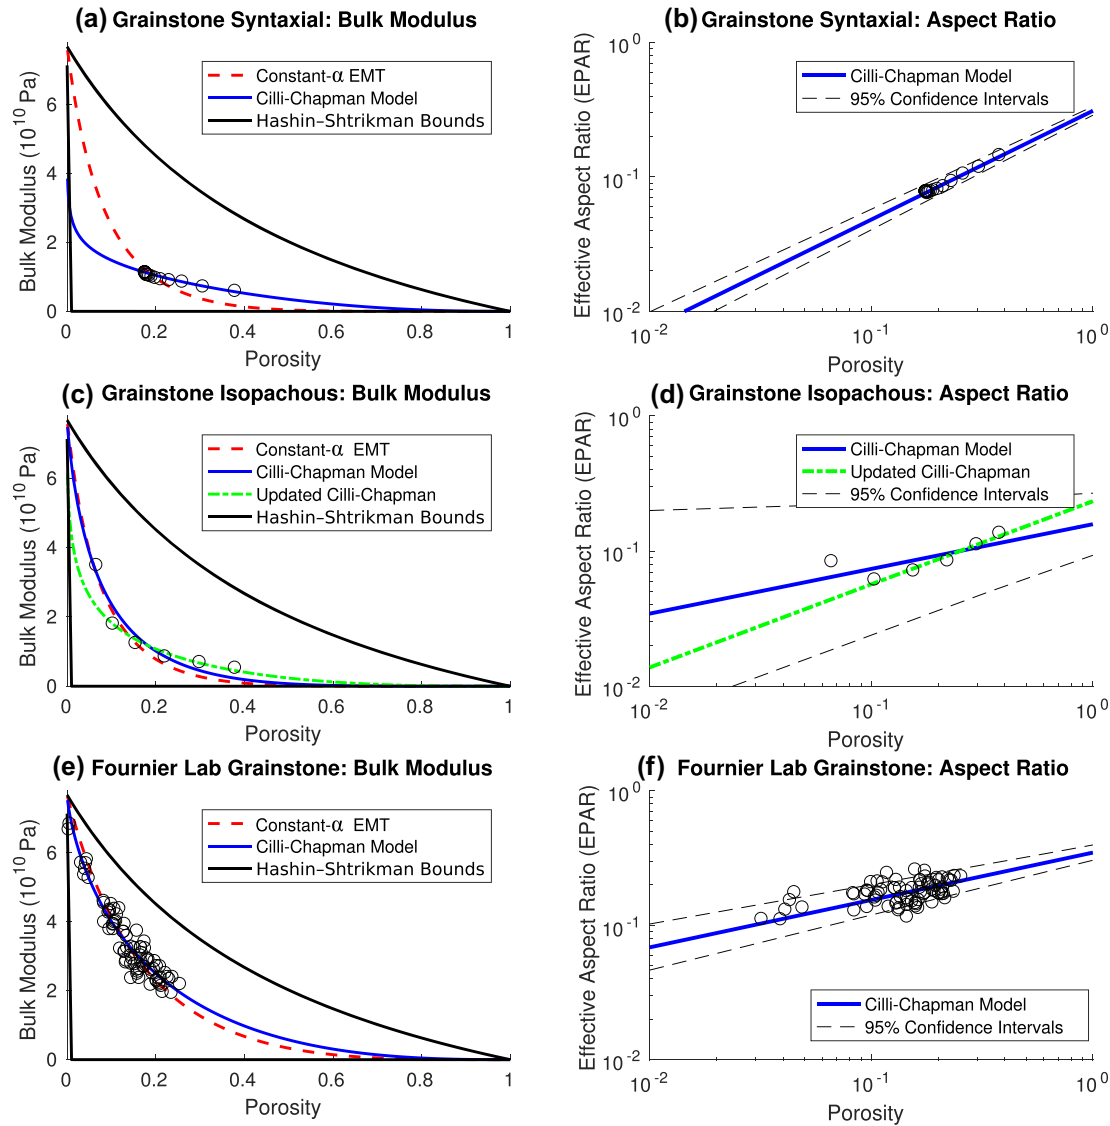 (a) Grainstone Syntaxial: Bulk Modulus
Bulk Modulus (10^10 Pa)
6
4
2
0
Constant-α EMT
Cilli-Chapman Model
Hashin–Shtrikman Bounds
0 0.2 0.4 0.6 0.8 1
Porosity
(b) Grainstone Syntaxial: Aspect Ratio
Effective Aspect Ratio (EPAR)
10^0
10^-1
10^-2
Cilli-Chapman Model
95% Confidence Intervals
10^-2 10^-1 10^0
Porosity
(c) Grainstone Isopachous: Bulk Modulus
Bulk Modulus (10^10 Pa)
6
4
2
0
Constant-α EMT
Cilli-Chapman Model
Updated Cilli-Chapman
Hashin–Shtrikman Bounds
0 0.2 0.4 0.6 0.8 1
Porosity
(d) Grainstone Isopachous: Aspect Ratio
Effective Aspect Ratio (EPAR)
10^0
10^-1
10^-2
Cilli-Chapman Model
Updated Cilli-Chapman
95% Confidence Intervals
10^-2 10^-1 10^0
Porosity
(e) Fournier Lab Grainstone: Bulk Modulus
Bulk Modulus (10^10 Pa)
6
4
2
0
Constant-α EMT
Cilli-Chapman Model
Hashin–Shtrikman Bounds
0 0.2 0.4 0.6 0.8 1
Porosity
(f) Fournier Lab Grainstone: Aspect Ratio
Effective Aspect Ratio (EPAR)
10^0
10^-1
10^-2
Cilli-Chapman Model
95% Confidence Intervals
10^-2 10^-1 10^0
Porosity